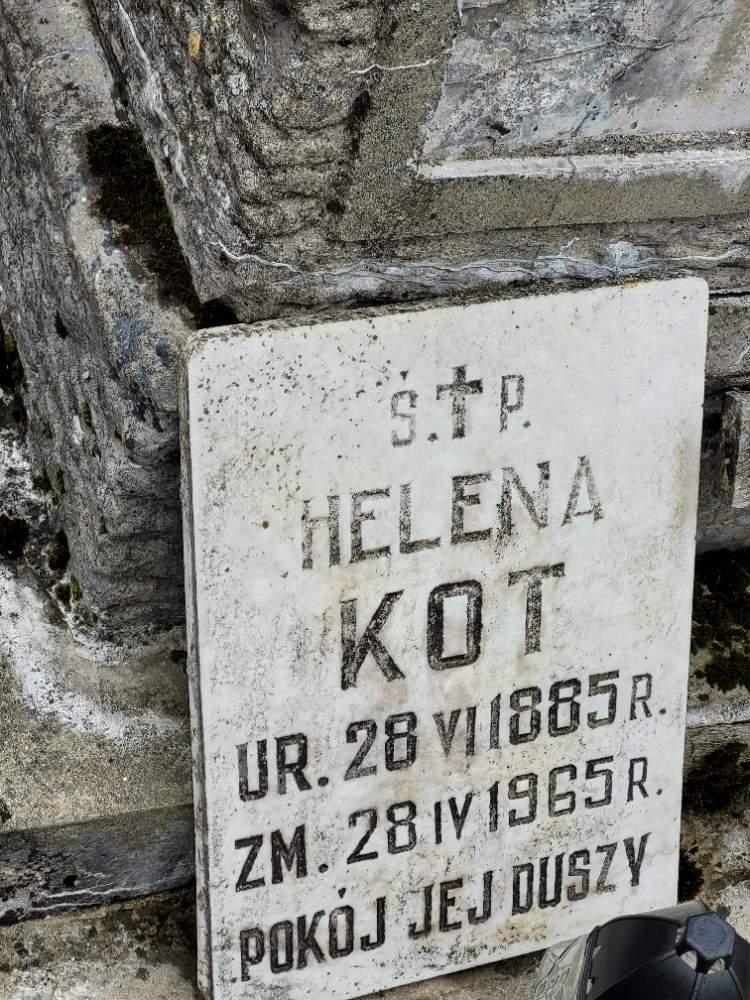 Ś.✝P.
HELENA
KOT
UR. 28 VI 1885 R.
ZM. 28 IV 1965 R.
POKÓJ JEJ DUSZY